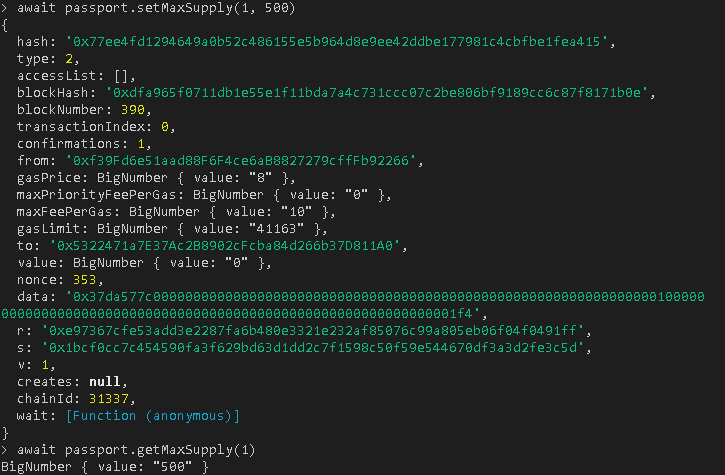 > await passport.setMaxSupply(1, 500)
{
  hash: '0x77ee4fd1294649a0b52c486155e5b964d8e9ee42ddbe177981c4cbfbe1fea415',
  type: 2,
  accessList: [],
  blockHash: '0xdfa965f0711db1e55e1f11bda7a4c731ccc07c2be806bf9189cc6c87f8171b0e',
  blockNumber: 390,
  transactionIndex: 0,
  confirmations: 1,
  from: '0xf39Fd6e51aad88F6F4ce6aB8827279cffFb92266',
  gasPrice: BigNumber { value: "8" },
  maxPriorityFeePerGas: BigNumber { value: "0" },
  maxFeePerGas: BigNumber { value: "10" },
  gasLimit: BigNumber { value: "41163" },
  to: '0x5322471a7E37Ac2B8902cFcba84d266b37D811A0',
  value: BigNumber { value: "0" },
  nonce: 353,
  data: '0x37da577c0000000000000000000000000000000000000000000000000000000000000001000000
00000000000000000000000000000000000000000000000000000001f4',
  r: '0xe97367cfe53add3e2287fa6b480e3321e232af85076c99a805eb06f04f0491ff',
  s: '0x1bcf0cc7c454590fa3f629bd63d1dd2c7f1598c50f59e544670df3a3d2fe3c5d',
  v: 1,
  creates: null,
  chainId: 31337,
  wait: [Function (anonymous)]
}
> await passport.getMaxSupply(1)
BigNumber { value: "500" }